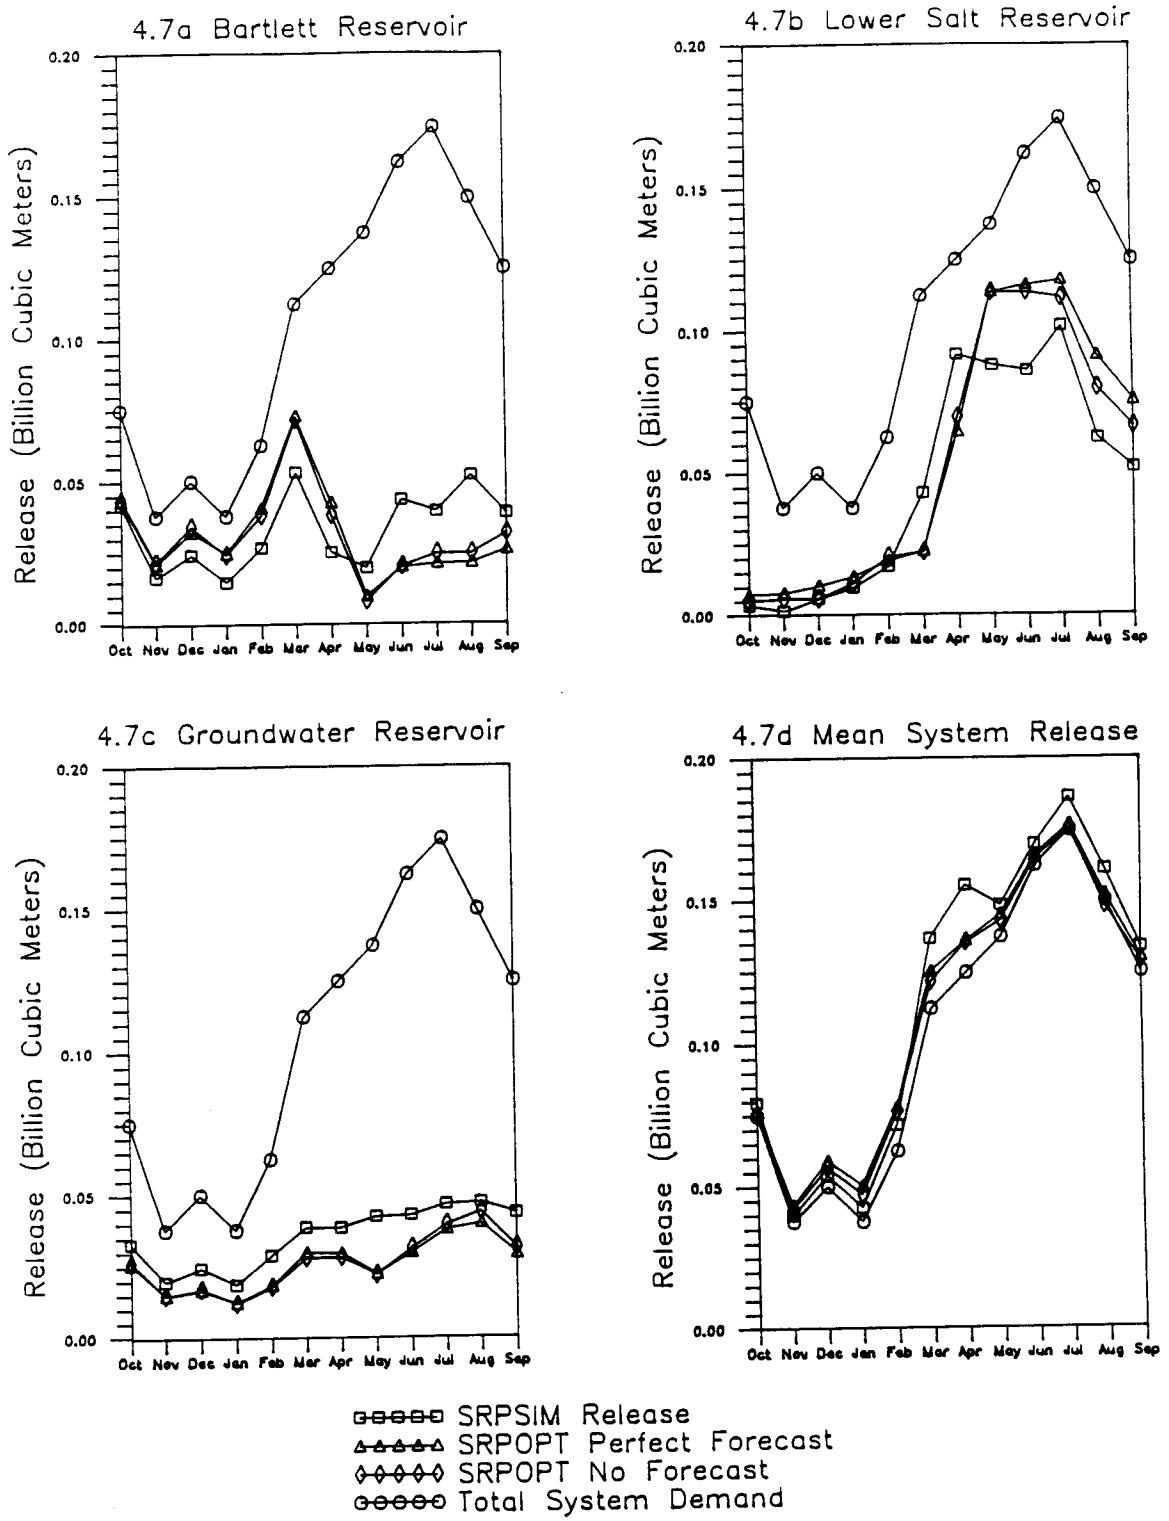 4.7a Bartlett Reservoir
4.7b Lower Salt Reservoir
Release (Billion Cubic Meters)
0.20
0.15
0.10
0.05
0.00
Oct Nov Dec Jan Feb Mar Apr May Jun Jul Aug Sep
Release (Billion Cubic Meters)
0.20
0.15
0.10
0.05
0.00
Oct Nov Dec Jan Feb Mar Apr May Jun Jul Aug Sep
4.7c Groundwater Reservoir
4.7d Mean System Release
Release (Billion Cubic Meters)
0.20
0.15
0.10
0.05
0.00
Oct Nov Dec Jan Feb Mar Apr May Jun Jul Aug Sep
Release (Billion Cubic Meters)
0.20
0.15
0.10
0.05
0.00
Oct Nov Dec Jan Feb Mar Apr May Jun Jul Aug Sep
SRPSIM Release
SRPOPT Perfect Forecast
SRPOPT No Forecast
Total System Demand